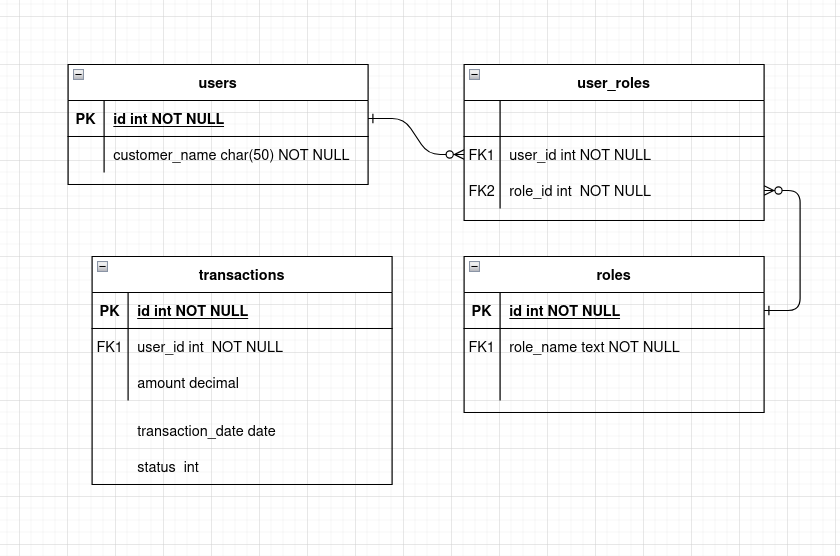 users
PK id int NOT NULL
customer_name char(50) NOT NULL
user_roles
FK1 user_id int NOT NULL
FK2 role_id int  NOT NULL
transactions
PK id int NOT NULL
FK1 user_id int  NOT NULL
amount decimal
transaction_date date
status  int
roles
PK id int NOT NULL
FK1 role_name text NOT NULL